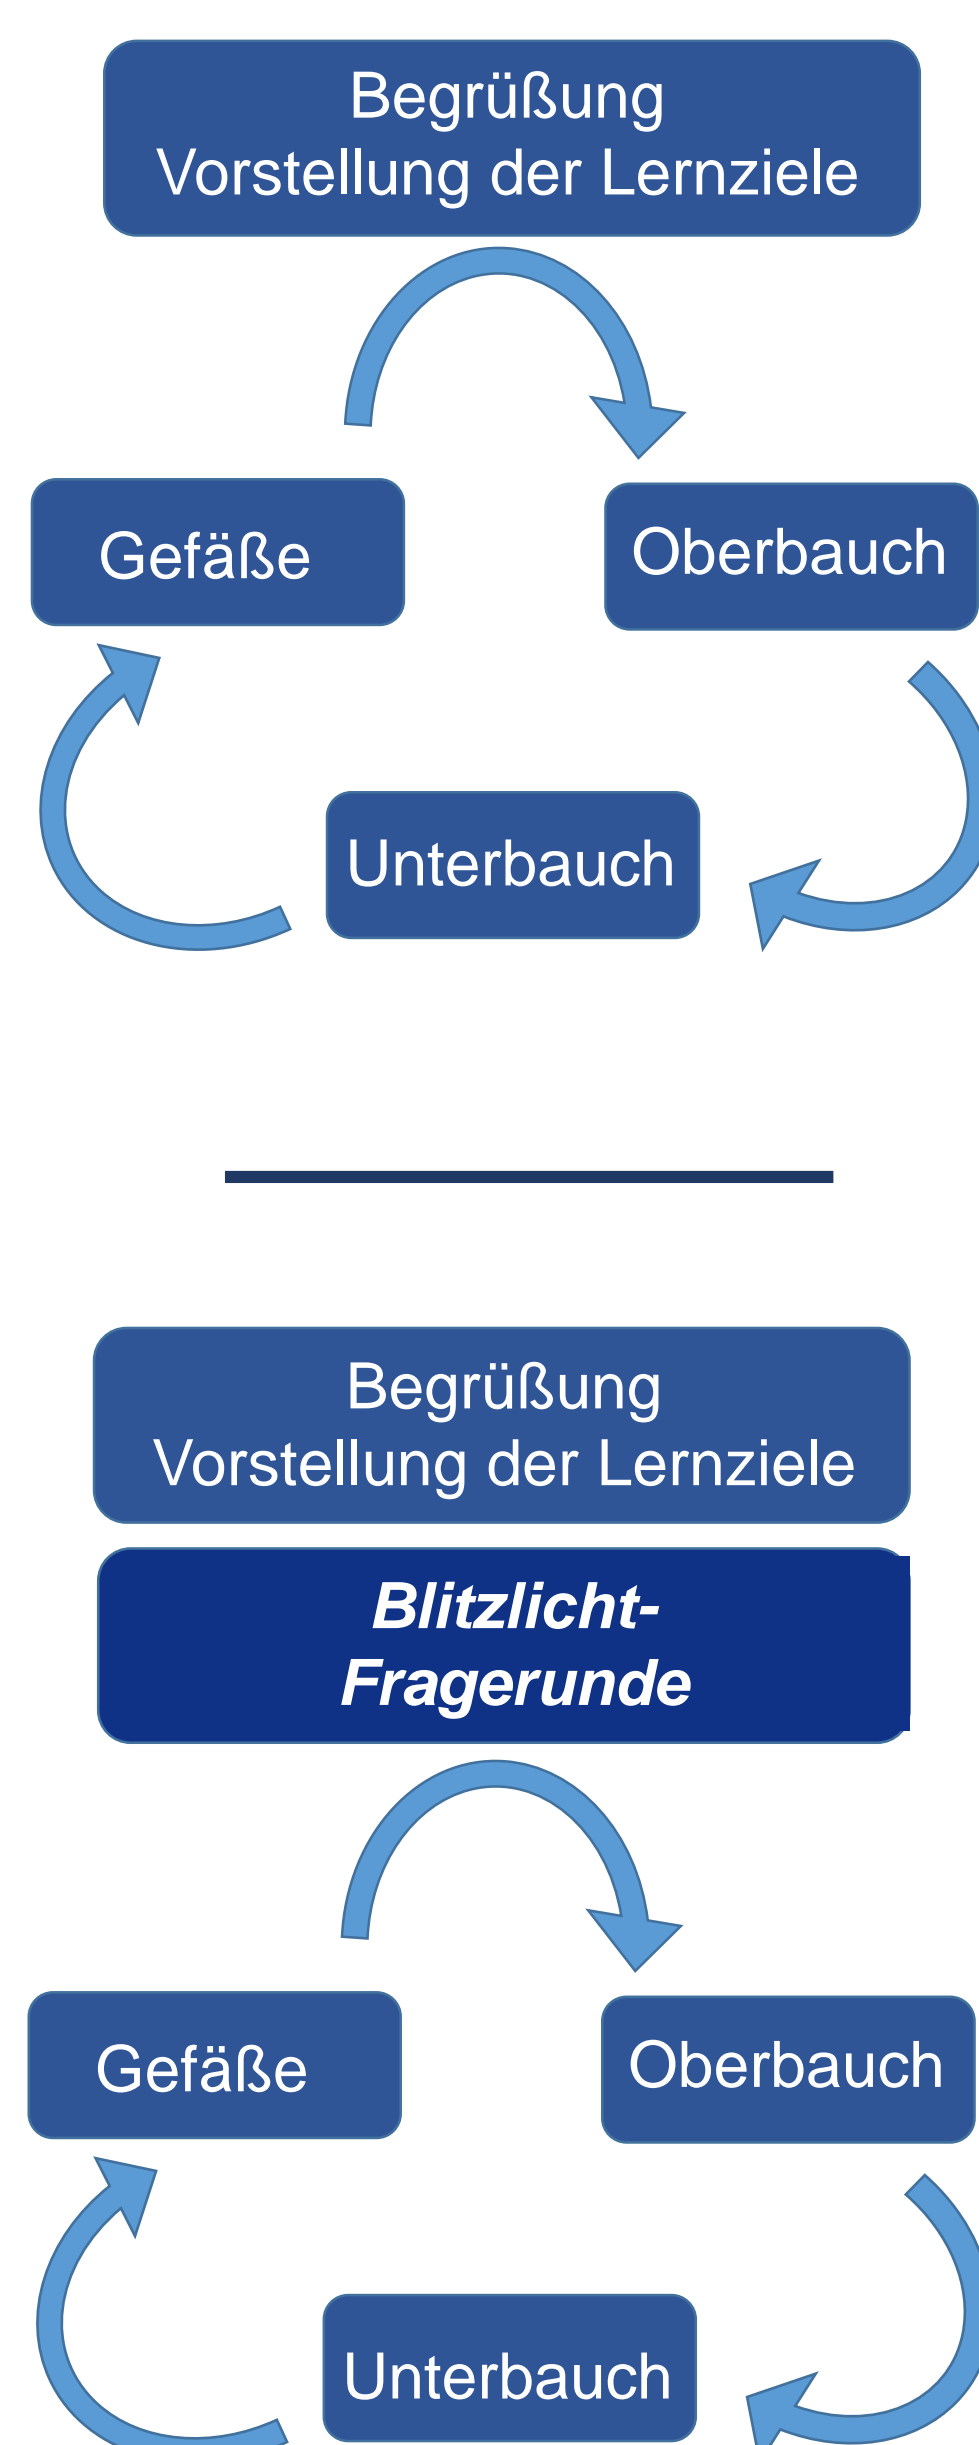 Begrüßung
Vorstellung der Lernziele
Gefäße
Oberbauch
Unterbauch
Begrüßung
Vorstellung der Lernziele
Blitzlicht-
Fragerunde
Gefäße
Oberbauch
Unterbauch